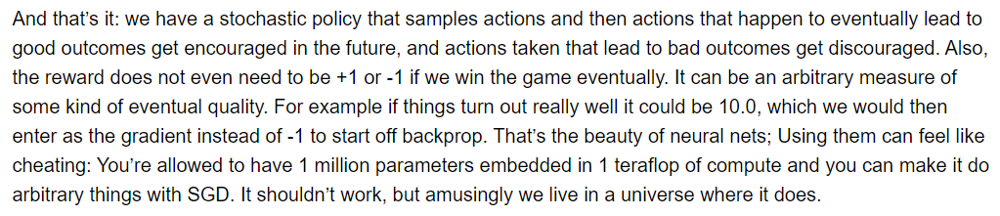 And that’s it: we have a stochastic policy that samples actions and then actions that happen to eventually lead to
good outcomes get encouraged in the future, and actions taken that lead to bad outcomes get discouraged. Also,
the reward does not even need to be +1 or -1 if we win the game eventually. It can be an arbitrary measure of
some kind of eventual quality. For example if things turn out really well it could be 10.0, which we would then
enter as the gradient instead of -1 to start off backprop. That’s the beauty of neural nets; Using them can feel like
cheating: You’re allowed to have 1 million parameters embedded in 1 teraflop of compute and you can make it do
arbitrary things with SGD. It shouldn’t work, but amusingly we live in a universe where it does.